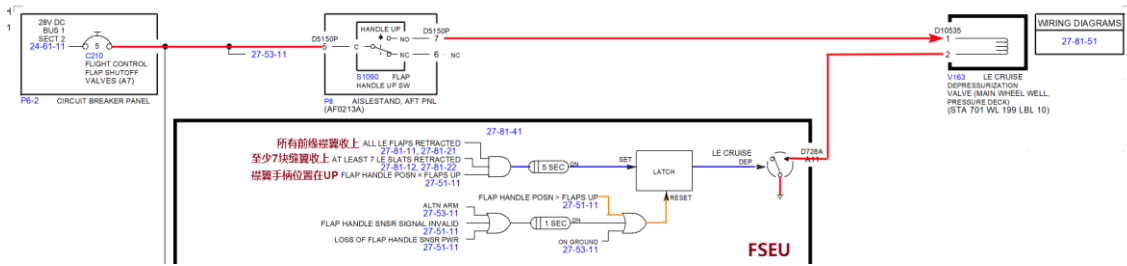 H
1
28V DC
BUS 1
SECT 2
24-61-11
5
C210
FLIGHT CONTROL
FLAP SHUTOFF
VALVES (A7)
P6-2 CIRCUIT BREAKER PANEL
27-53-11
D5150P
5
C
HANDLE UP
NO
NC
D5150P
7
6 NC
S1090 FLAP
HANDLE UP SW
P8 AISLESTAND, AFT PNL
(AF0213A)
D10535
1
2
V163 LE CRUISE
DEPRESSURIZATION
VALVE (MAIN WHEEL WELL,
PRESSURE DECK)
(STA 701 WL 199 LBL 10)
WIRING DIAGRAMS
27-81-51
27-81-41
所有前缘襟翼收上 ALL LE FLAPS RETRACTED
27-81-11, 27-81-21
至少7块缝翼收上 AT LEAST 7 LE SLATS RETRACTED
27-81-12, 27-81-22
襟翼手柄位置在UP FLAP HANDLE POSN = FLAPS UP
27-51-11
5 SEC ON
SET
LATCH
RESET
LE CRUISE
DEP
D728A
A11
FLAP HANDLE POSN > FLAPS UP
27-51-11
ALTN ARM
27-53-11
FLAP HANDLE SNSR SIGNAL INVALID
27-51-11
LOSS OF FLAP HANDLE SNSR PWR
27-51-11
1 SEC ON
ON GROUND
27-53-11
FSEU